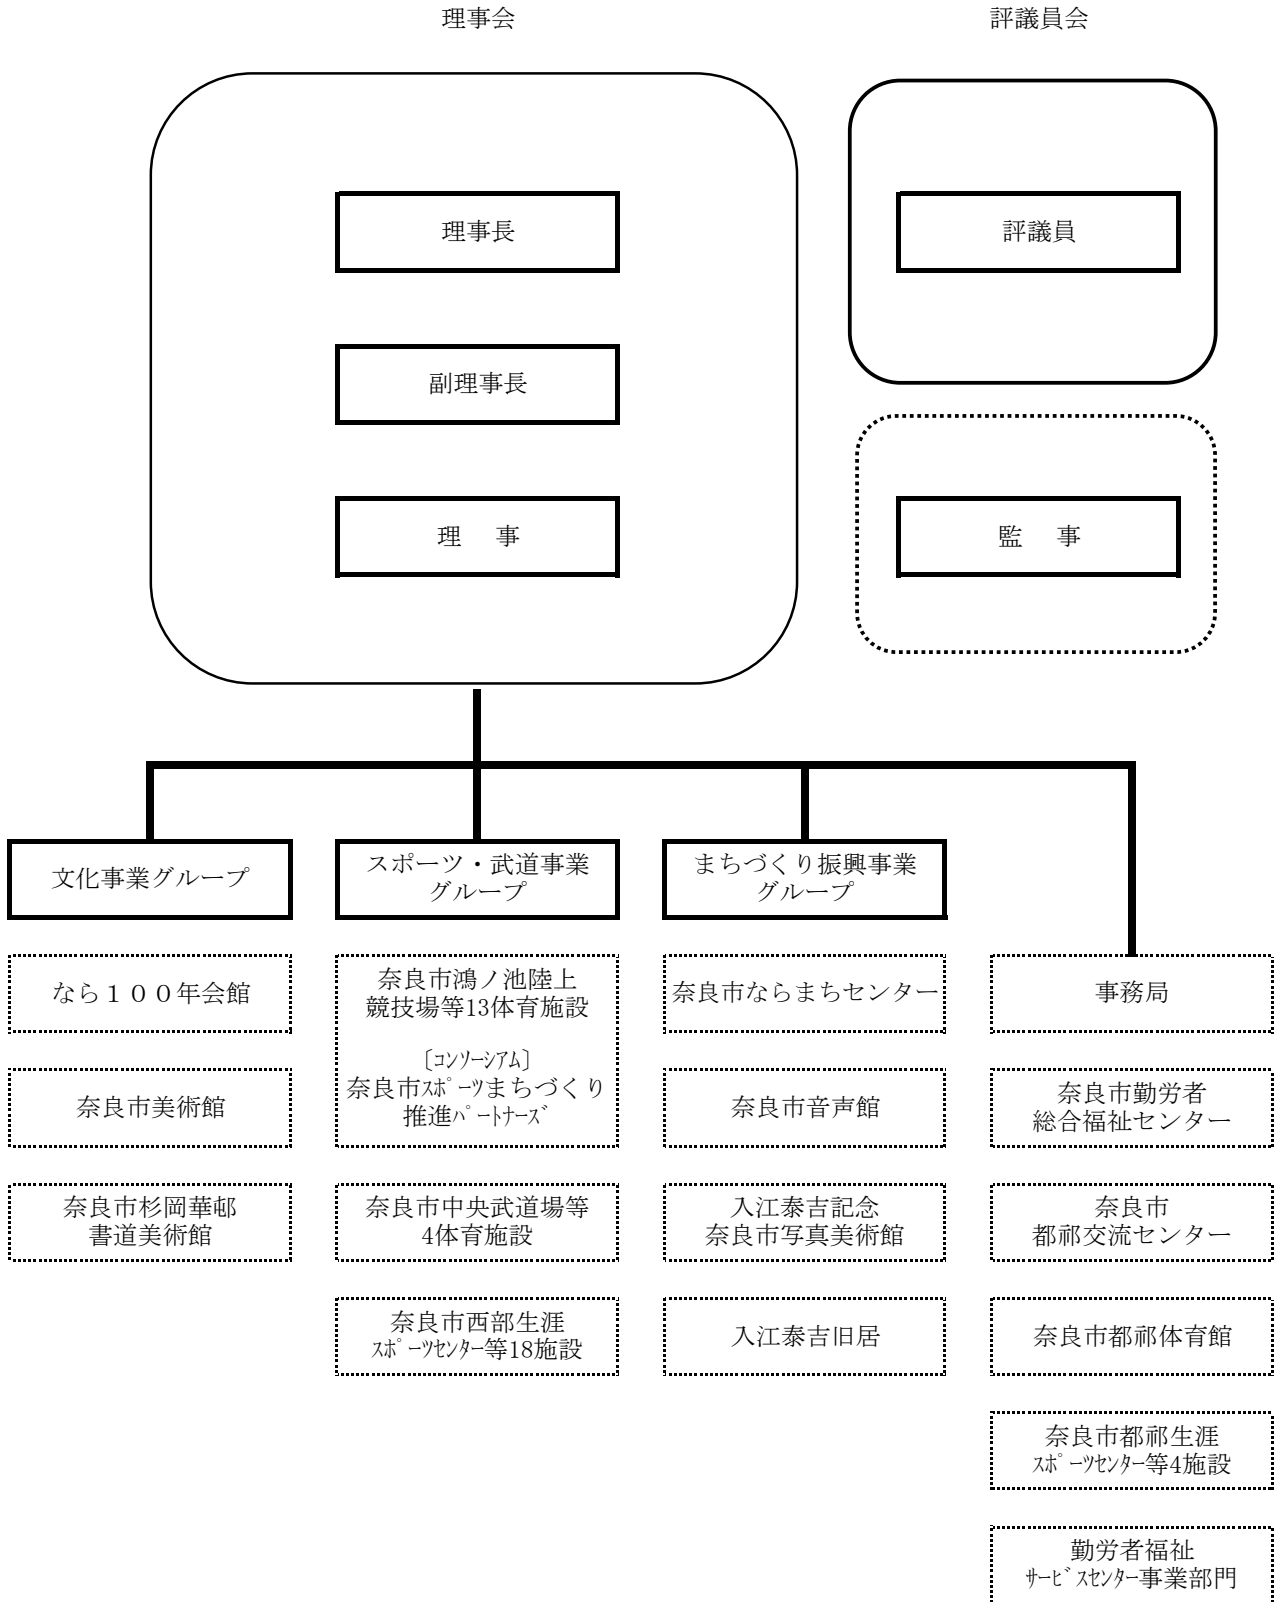 理事会
評議員会
理事長
評議員
副理事長
理　事
監　事
文化事業グループ
スポーツ・武道事業
グループ
まちづくり振興事業
グループ
なら１００年会館
奈良市鴻ノ池陸上
競技場等13体育施設
〔ｺﾝｿｰｼｱﾑ〕
奈良市ｽﾎﾟｰﾂまちづくり
推進ﾊﾟｰﾄﾅｰｽﾞ
奈良市ならまちセンター
事務局
奈良市美術館
奈良市音声館
奈良市勤労者
総合福祉センター
奈良市杉岡華邨
書道美術館
奈良市中央武道場等
4体育施設
入江泰吉記念
奈良市写真美術館
奈良市
都祁交流センター
奈良市西部生涯
ｽﾎﾟｰﾂｾﾝﾀｰ等18施設
入江泰吉旧居
奈良市都祁体育館
奈良市都祁生涯
ｽﾎﾟｰﾂｾﾝﾀｰ等4施設
勤労者福祉
ｻｰﾋﾞｽｾﾝﾀｰ事業部門